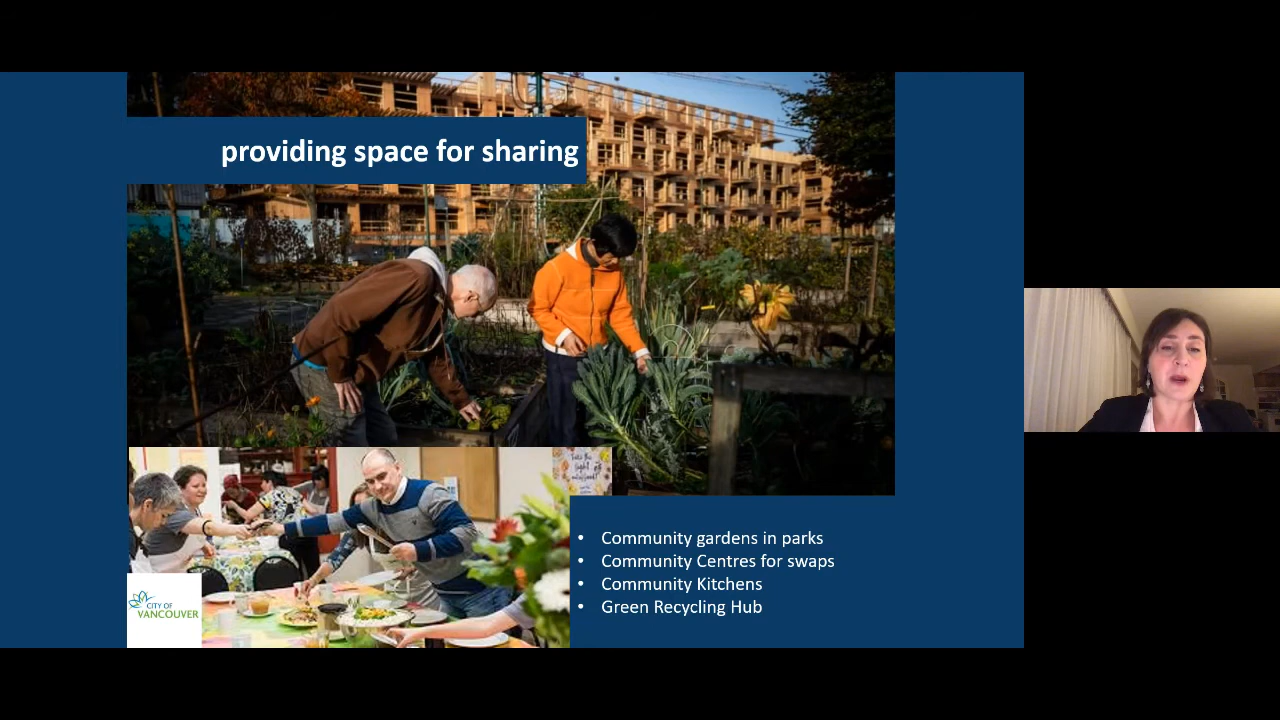 providing space for sharing
• Community gardens in parks
• Community Centres for swaps
• Community Kitchens
• Green Recycling Hub
CITY OF
VANCOUVER